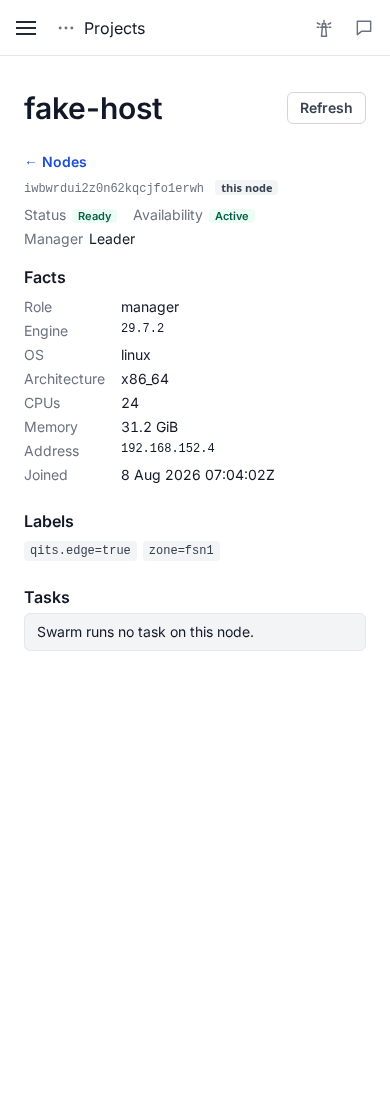 Projects
fake-host
Refresh
← Nodes
iwbwrdui2z0n62kqcjfo1erwh this node
Status Ready Availability Active
Manager Leader
Facts
Role manager
Engine 29.7.2
OS linux
Architecture x86_64
CPUs 24
Memory 31.2 GiB
Address 192.168.152.4
Joined 8 Aug 2026 07:04:02Z
Labels
qits.edge=true zone=fsn1
Tasks
Swarm runs no task on this node.